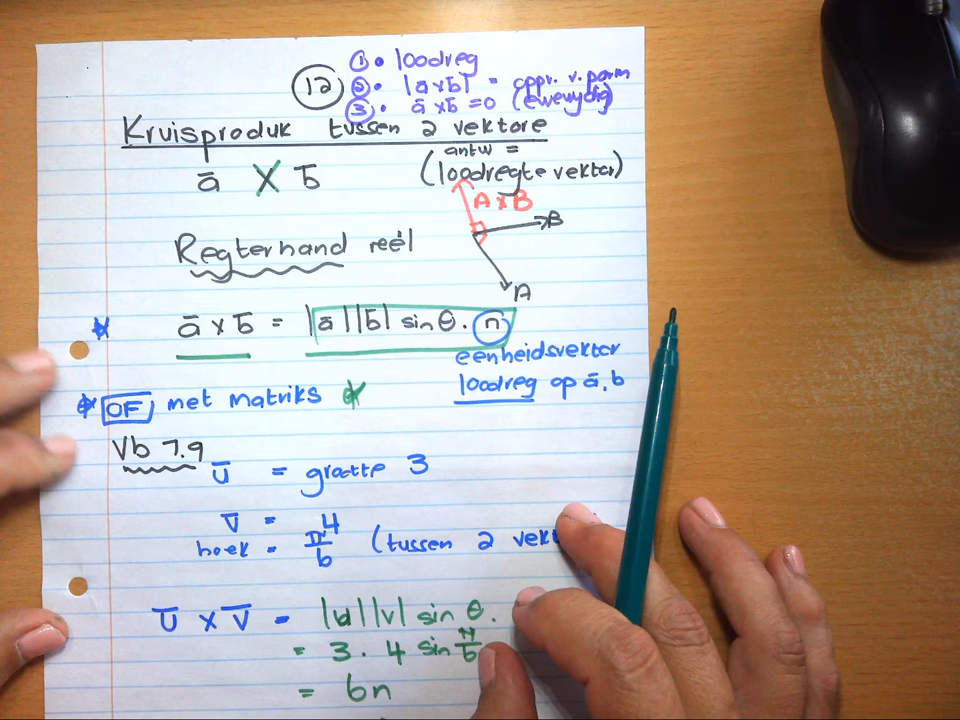 12
① • loodreg
② • |a x b| = oppv. v. parm
③ • ā x b̄ = 0 (ewewydig)
Kruisproduk tussen 2 vektore
ā X b̄
antw =
(loodregte vektor)
A x B
B
Regterhand reël
A
ā x b̄ = |ā||b̄| sin θ. n
eenheidsvektor
loodreg op ā, b
* OF met matriks *
Vb 7.9
ū = grootte 3
v̄ = 4
hoek = π/6 (tussen 2 vekt
ū x v̄ = |u||v| sin θ.
= 3. 4 sin π/6
= 6n